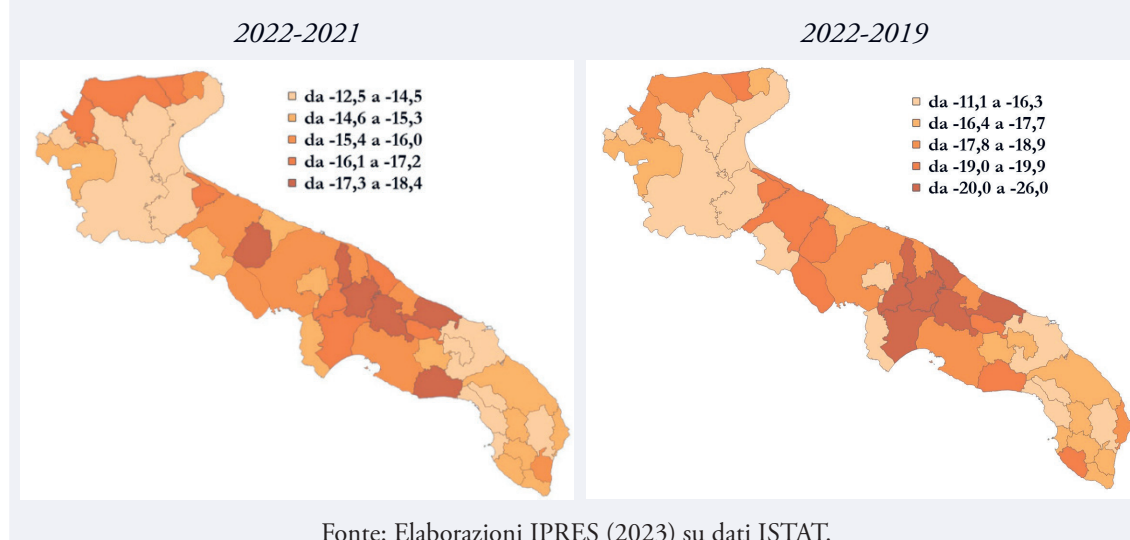 2022-2021
da -12,5 a -14,5
da -14,6 a -15,3
da -15,4 a -16,0
da -16,1 a -17,2
da -17,3 a -18,4
2022-2019
da -11,1 a -16,3
da -16,4 a -17,7
da -17,8 a -18,9
da -19,0 a -19,9
da -20,0 a -26,0
Fonte: Elaborazioni IPRES (2023) su dati ISTAT.